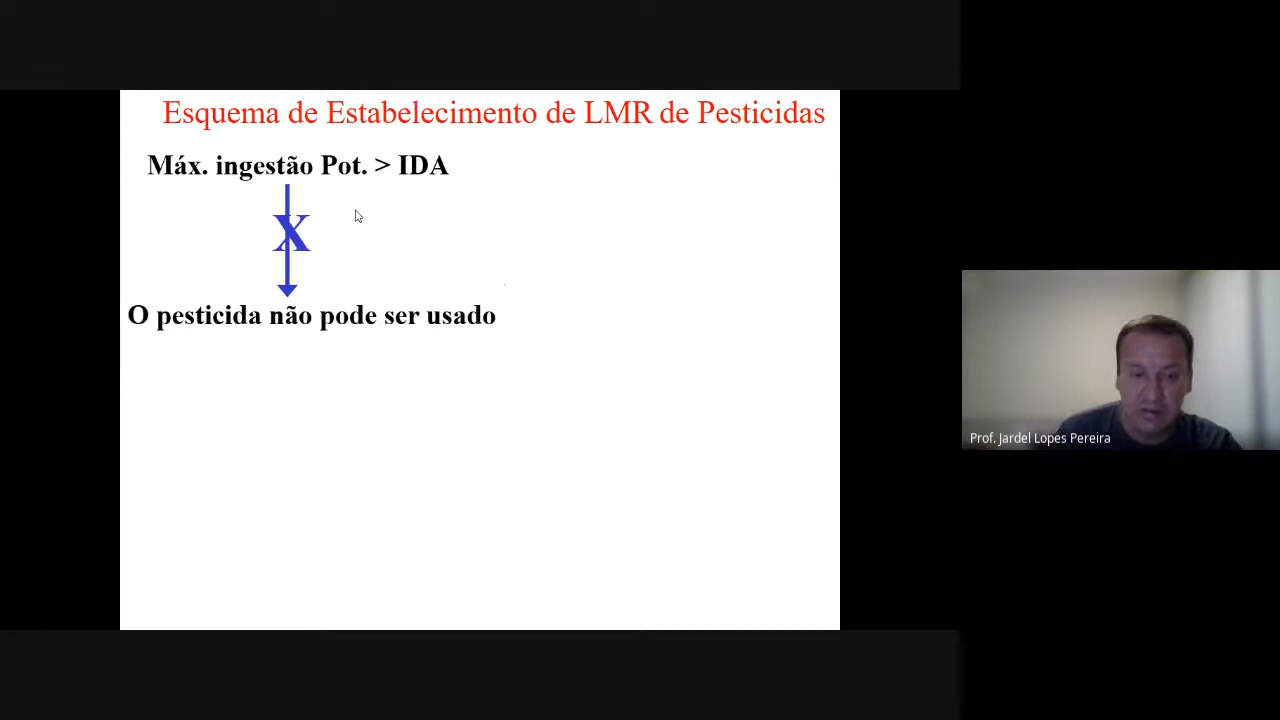 Esquema de Estabelecimento de LMR de Pesticidas
Máx. ingestão Pot. > IDA
X
O pesticida não pode ser usado
Prof. Jardel Lopes Pereira